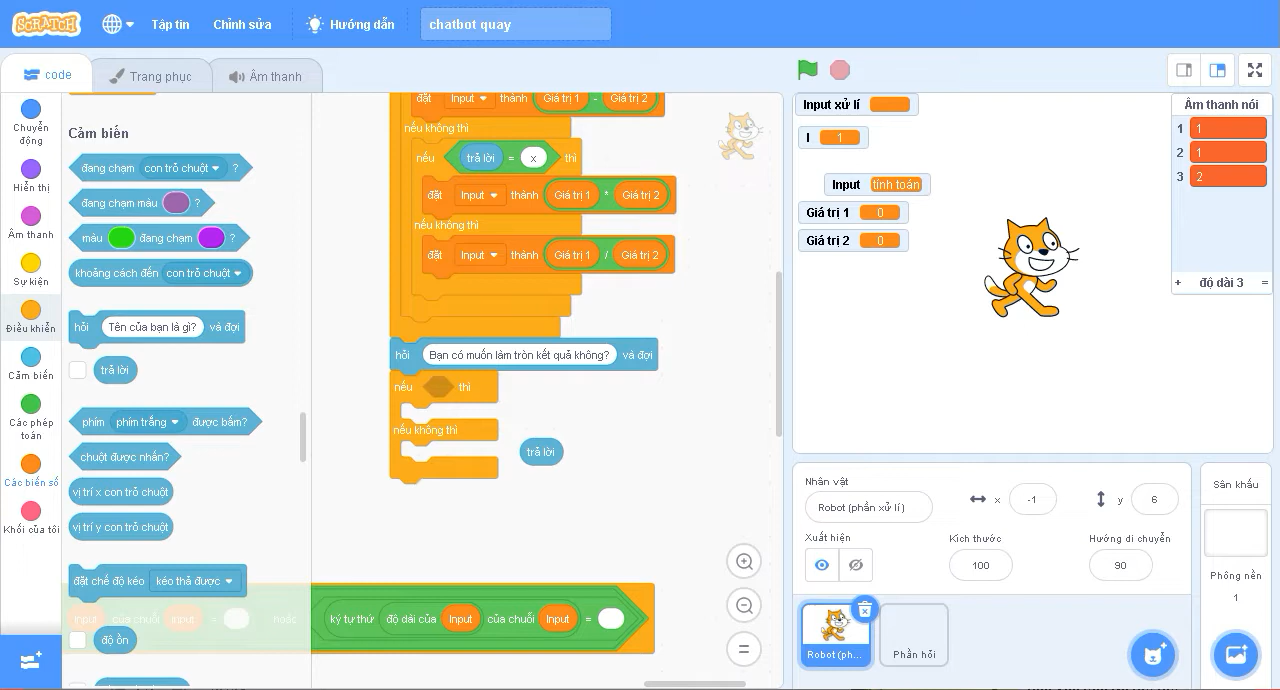 SCRATCH
Tập tin
Chỉnh sửa
Hướng dẫn
chatbot quay
code
Trang phục
Âm thanh
Chuyển động
Hiển thị
Âm thanh
Sự kiện
Điều khiển
Cảm biến
Các phép toán
Các biến số
Khối của tôi
Cảm biến
đang chạm con trỏ chuột ?
đang chạm màu ?
màu đang chạm ?
khoảng cách đến con trỏ chuột
hỏi Tên của bạn là gì? và đợi
trả lời
phím phím trắng được bấm?
chuột được nhấn?
vị trí x con trỏ chuột
vị trí y con trỏ chuột
đặt chế độ kéo kéo thả được
độ ồn
đặt Input thành Giá trị 1 - Giá trị 2
nếu không thì
nếu trả lời = x thì
đặt Input thành Giá trị 1 * Giá trị 2
nếu không thì
đặt Input thành Giá trị 1 / Giá trị 2
hỏi Bạn có muốn làm tròn kết quả không? và đợi
nếu thì
nếu không thì
trả lời
Input của chuỗi Input = hoặc ký tự thứ độ dài của Input của chuỗi Input =
Input xử lí
I 1
Input tính toán
Giá trị 1 0
Giá trị 2 0
Âm thanh nói
1 1
2 1
3 2
+ độ dài 3 =
Nhân vật
Robot (phần xử lí)
x -1
y 6
Xuất hiện
Kích thước
100
Hướng di chuyển
90
Robot (ph...
Phần hồi
Sân khấu
Phông nền
1